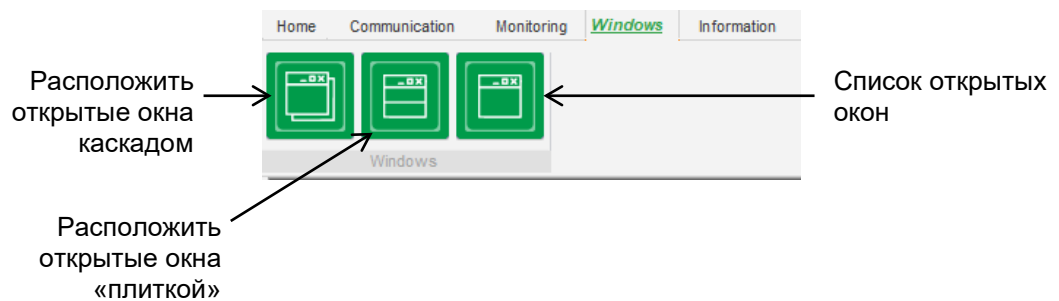 Home Communication Monitoring Windows Information
Расположить
открытые окна
каскадом
Список открытых
окон
Windows
Расположить
открытые окна
«плиткой»